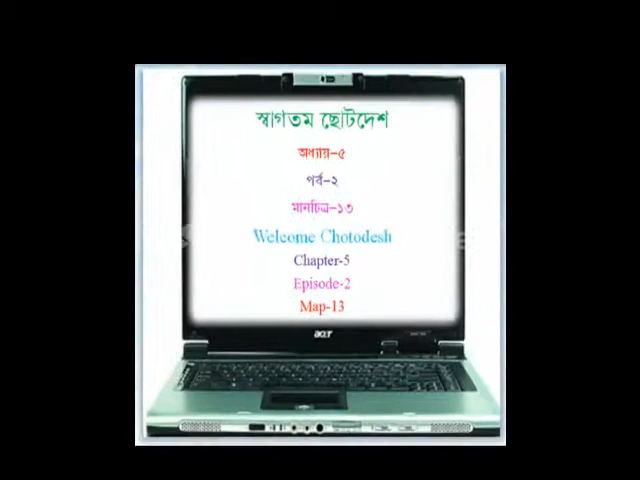 স্বাগতম ছোটদেশ
অধ্যায়-৫
পর্ব-২
মানচিত্র-১৩
Welcome Chotodesh
Chapter-5
Episode-2
Map-13
acer